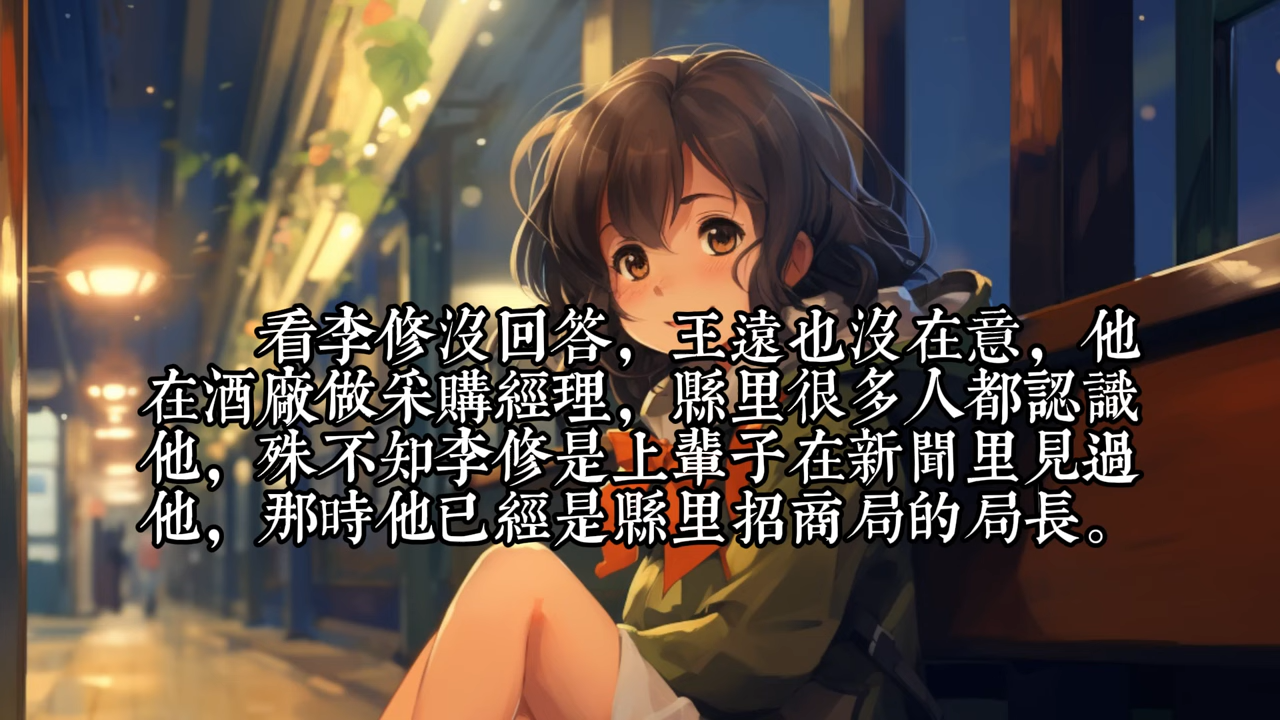 看李修沒回答，王遠也沒在意，他
在酒廠做采購經理，縣里很多人都認識
他，殊不知李修是上輩子在新聞里見過
他，那時他已經是縣里招商局的局長。